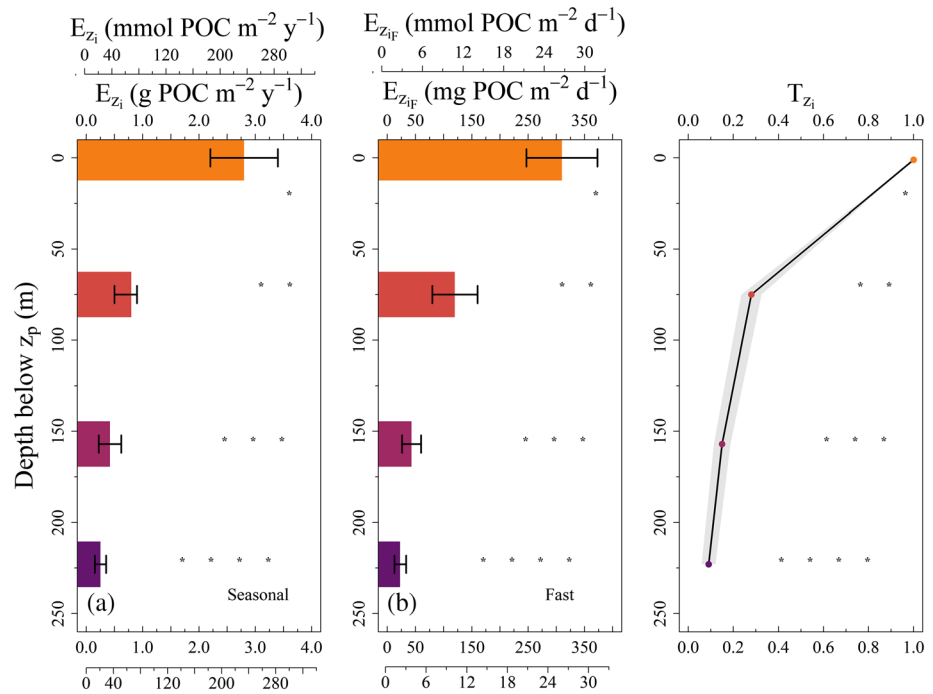 E_{z_i} (mmol POC m⁻² y⁻¹)
0 40 120 200 280
E_{z_i} (g POC m⁻² y⁻¹)
0.0 1.0 2.0 3.0 4.0
E_{z_{iF}} (mmol POC m⁻² d⁻¹)
0 6 12 18 24 32
E_{z_{iF}} (mg POC m⁻² d⁻¹)
0 50 150 250 350
T_{z_i}
0.0 0.2 0.4 0.6 0.8 1.0
Depth below z_p (m)
0
50
100
150
200
250
*
* *
* * *
* * * *
(a) Seasonal
0.0 1.0 2.0 3.0 4.0
0 40 120 200 280
*
* *
* * *
* * * *
(b) Fast
0 50 150 250 350
0 6 12 18 24 30
*
* *
* * *
* * * *
0.0 0.2 0.4 0.6 0.8 1.0